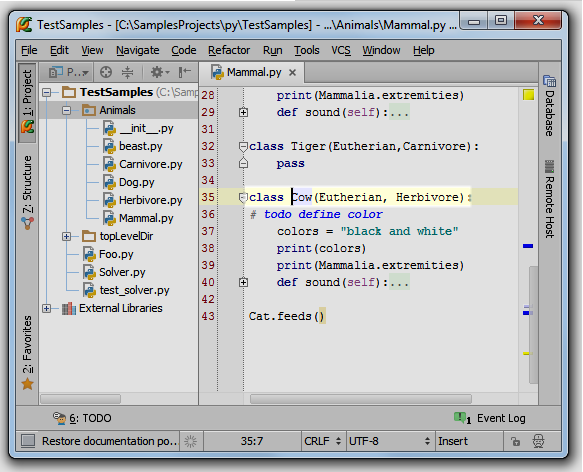 TestSamples - [C:\SamplesProjects\py\TestSamples] - ...\Animals\Mammal.py ...
File Edit View Navigate Code Refactor Run Tools VCS Window Help
1: Project
7: Structure
2: Favorites
P...
TestSamples (C:\Samp
Animals
__init__.py
beast.py
Carnivore.py
Dog.py
Herbivore.py
Mammal.py
topLevelDir
Foo.py
Solver.py
test_solver.py
External Libraries
Mammal.py
28 print(Mammalia.extremities)
29 def sound(self):...
31
32 class Tiger(Eutherian,Carnivore):
33 pass
34
35 class Cow(Eutherian, Herbivore):
36 # todo define color
37 colors = "black and white"
38 print(colors)
39 print(Mammalia.extremities)
40 def sound(self):...
42
43 Cat.feeds()
Database
Remote Host
6: TODO
1 Event Log
Restore documentation po... 35:7 CRLF UTF-8 Insert